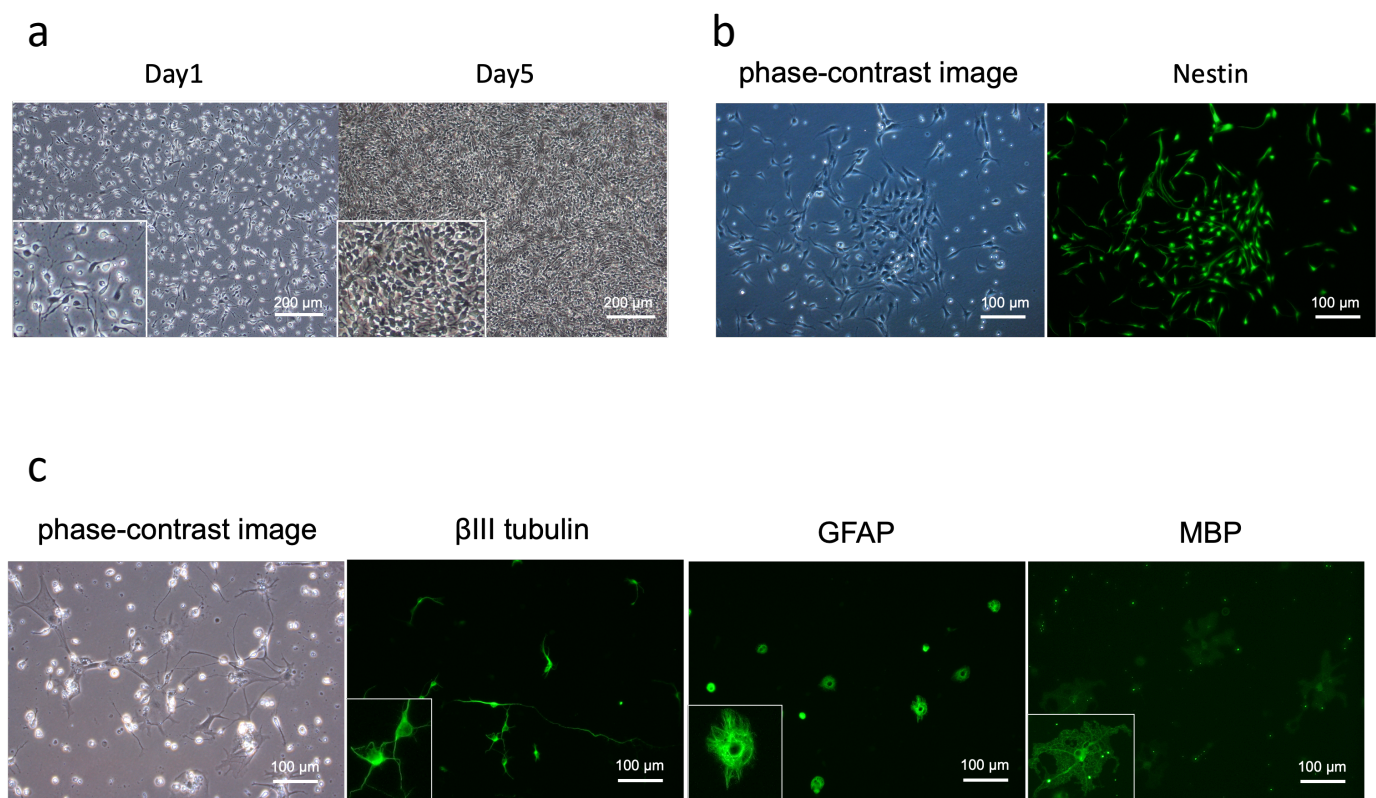 a
Day1
Day5
200 µm
200 µm
b
phase-contrast image
Nestin
100 µm
100 µm
c
phase-contrast image
βIII tubulin
GFAP
MBP
100 µm
100 µm
100 µm
100 µm